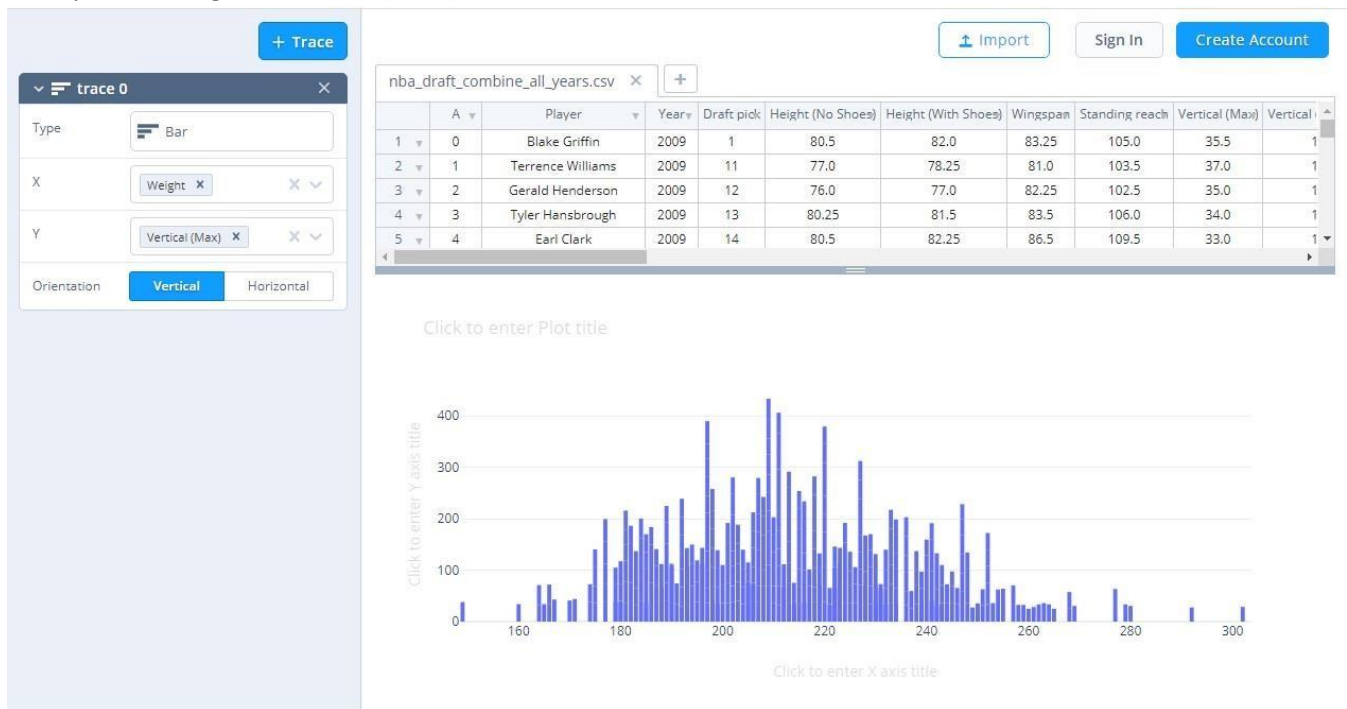 + Trace
Import
Sign In
Create Account
trace 0
Type
Bar
X
Weight
Y
Vertical (Max)
Orientation
Vertical
Horizontal
nba_draft_combine_all_years.csv
A Player Year Draft pick Height (No Shoes) Height (With Shoes) Wingspan Standing reach Vertical (Max) Vertical
1 0 Blake Griffin 2009 1 80.5 82.0 83.25 105.0 35.5 1
2 1 Terrence Williams 2009 11 77.0 78.25 81.0 103.5 37.0 1
3 2 Gerald Henderson 2009 12 76.0 77.0 82.25 102.5 35.0 1
4 3 Tyler Hansbrough 2009 13 80.25 81.5 83.5 106.0 34.0 1
5 4 Earl Clark 2009 14 80.5 82.25 86.5 109.5 33.0 1
Click to enter Plot title
Click to enter Y axis title
400
300
200
100
0
160 180 200 220 240 260 280 300
Click to enter X axis title